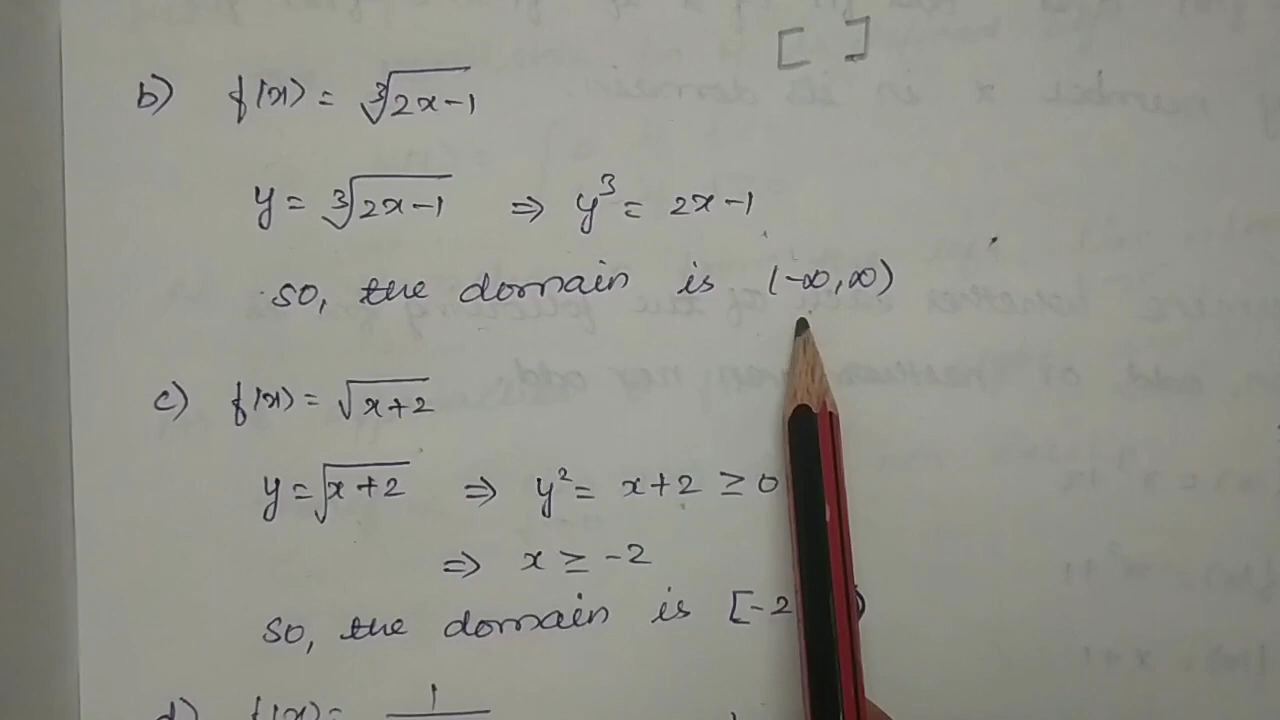 [ ]
b) f(x) = ∛(2x-1)
y = ∛(2x-1) ⇒ y³ = 2x-1
so, the domain is (-∞,∞)
c) f(x) = √(x+2)
y = √(x+2) ⇒ y² = x+2 ≥ 0
⇒ x ≥ -2
so, the domain is [-2 )
d) f(x) = 1